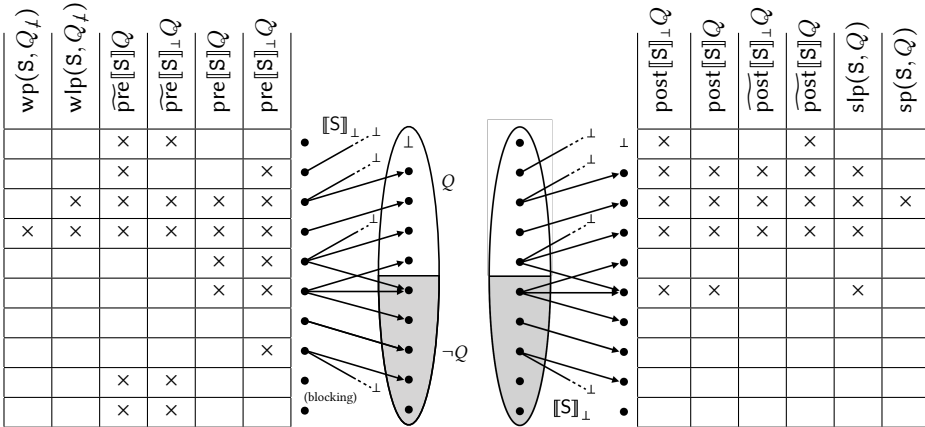 wp(S, Q↓̸)
wlp(S, Q↓̸)
p͠re⟦S⟧Q
p͠re⟦S⟧⊥Q
pre⟦S⟧Q
pre⟦S⟧⊥Q
post⟦S⟧⊥Q
post⟦S⟧Q
p͠ost⟦S⟧⊥Q
p͠ost⟦S⟧Q
slp(S, Q)
sp(S, Q)
⟦S⟧⊥ ⊥ ⊥
× × ⊥ ⊥ × ×
× × ⊥ ⊥ × × × × ×
Q
× × × × × × × × × × ×
⊥ ⊥
× × × × × × × × × × ×
× ×
× × × × ×
× ¬Q
× × ⊥ ⊥
(blocking) ⟦S⟧⊥
× ×